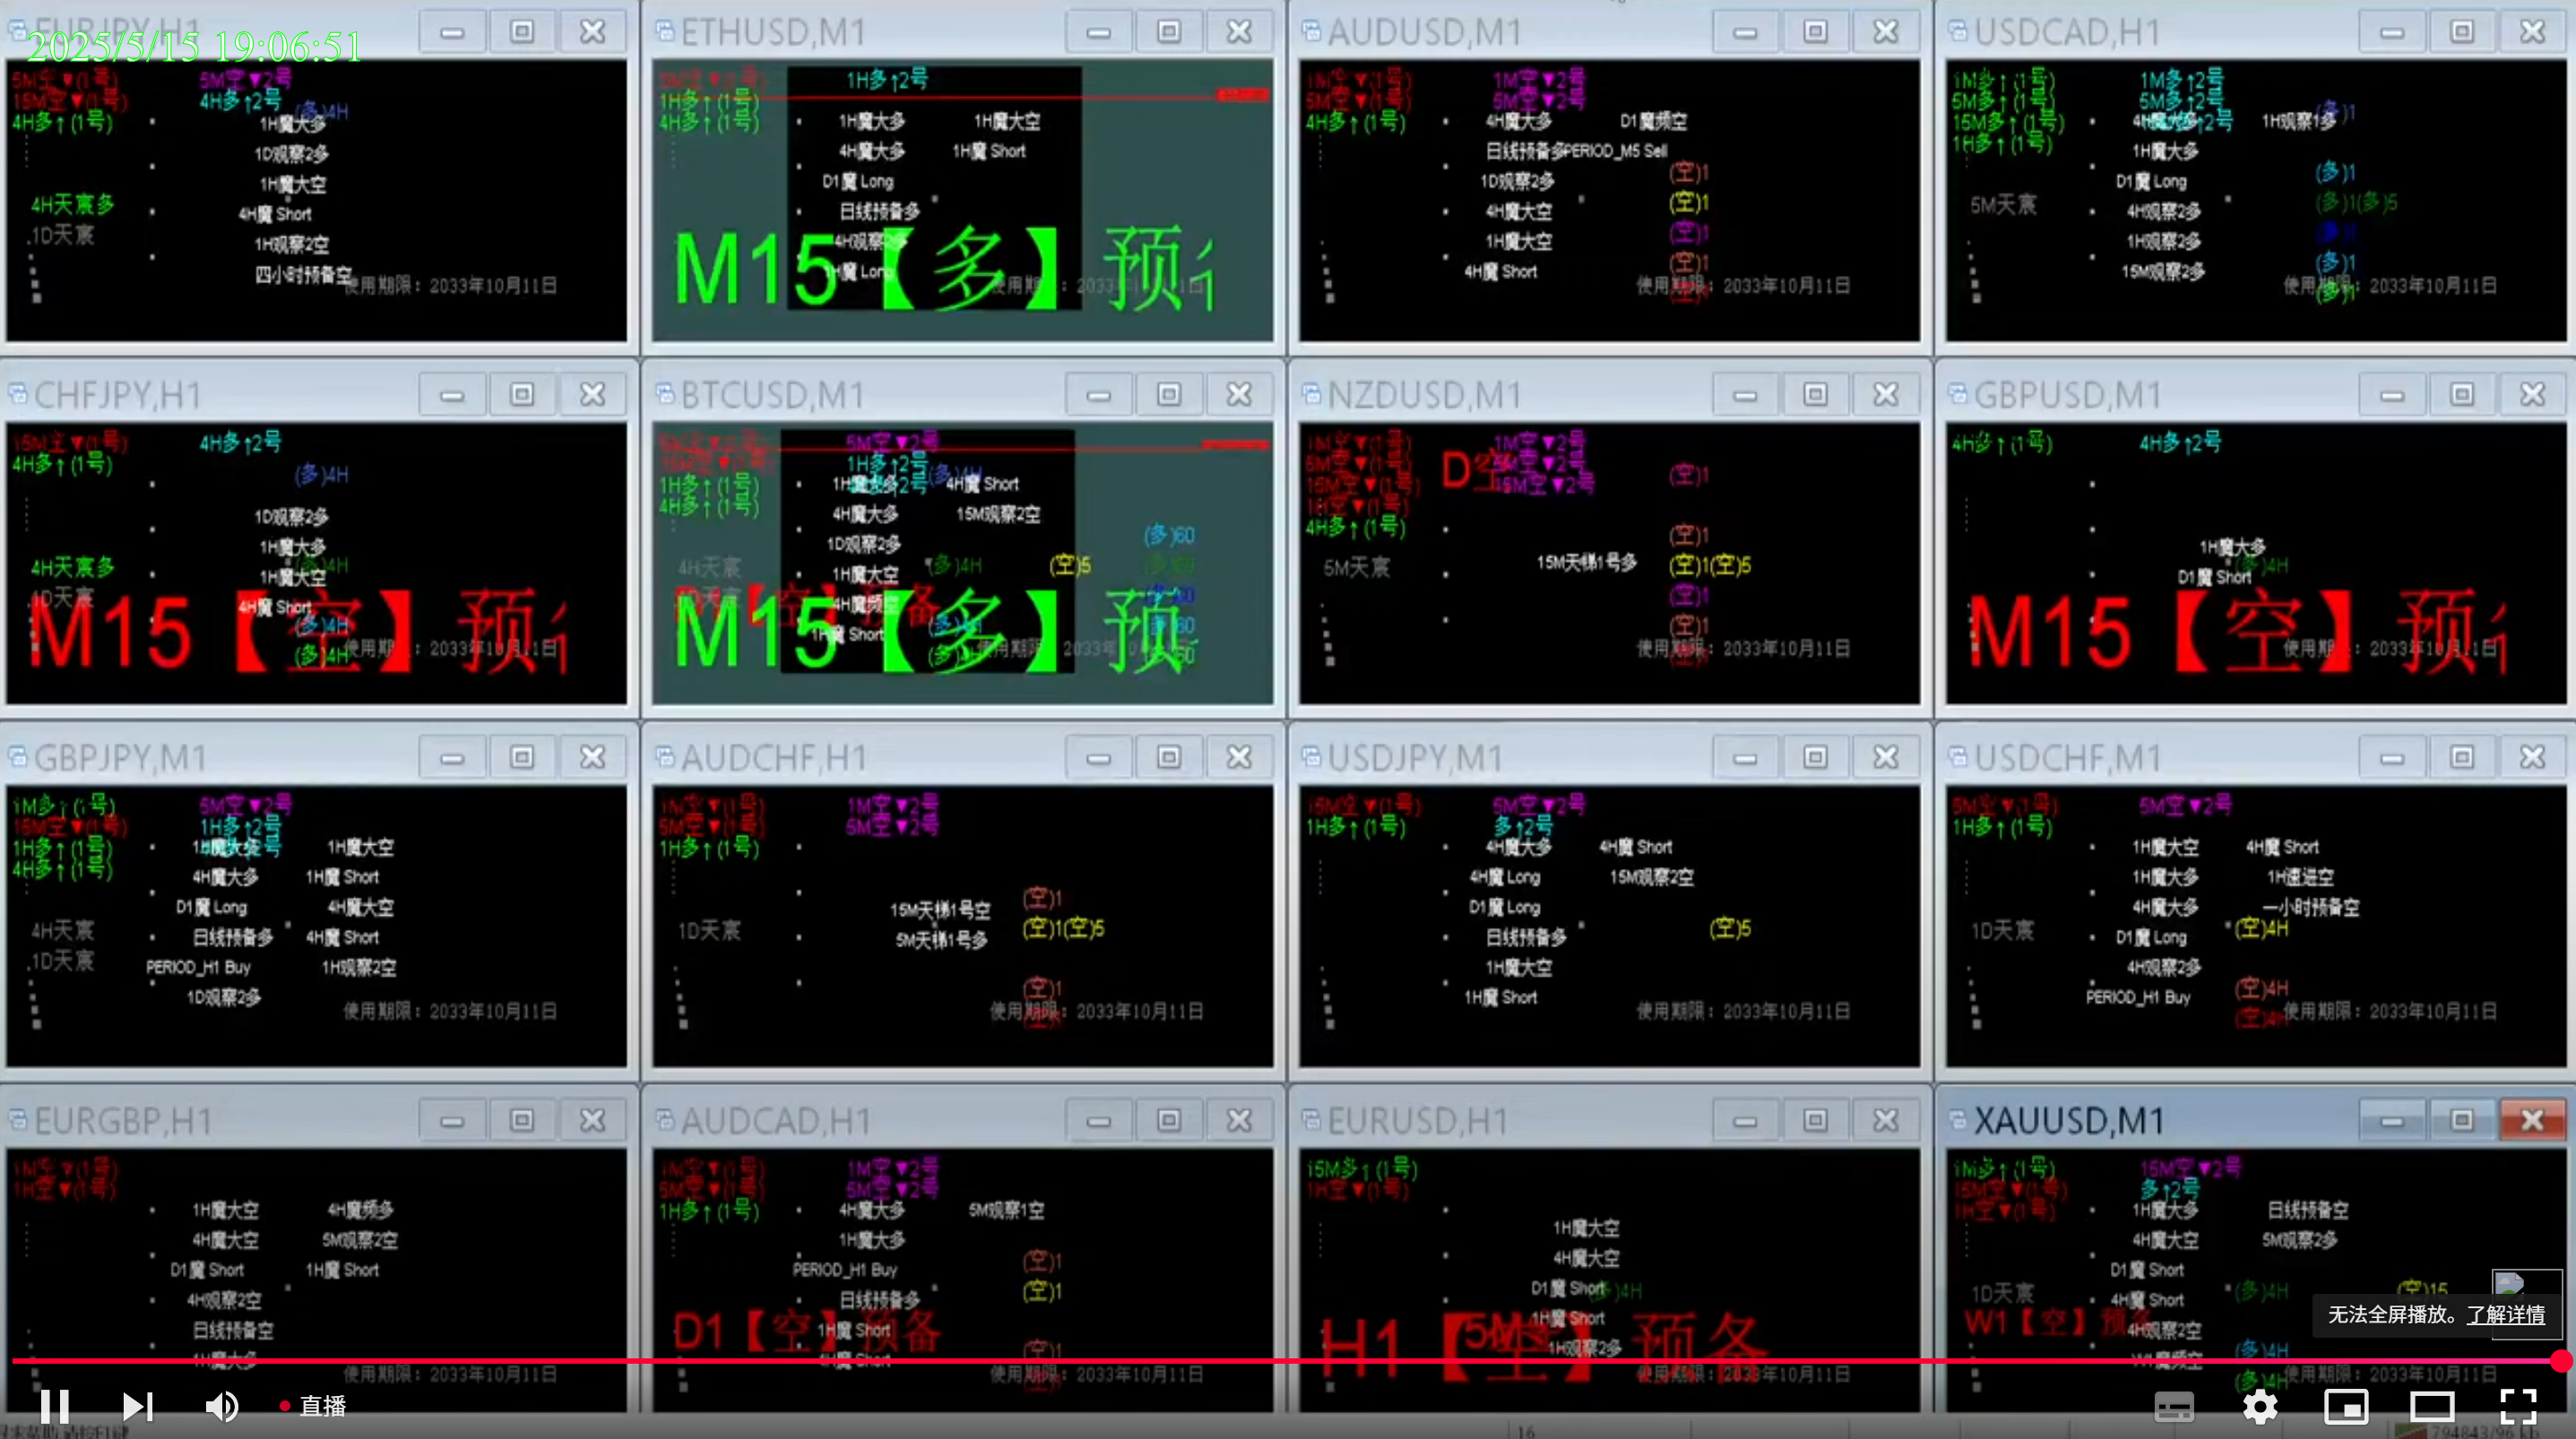 EURJPY,H1
2025/5/15 19:06:51
5M空▼(1号)
15M空▼(1号)
4H多↑(1号)
5M空▼2号
4H多↑2号
(多)4H
1H魔大多
1D观察2多
1H魔大空
4H魔 Short
1H观察2空
四小时预备空
4H天宸多
1D天宸
使用期限：2033年10月11日
ETHUSD,M1
1H多↑(1号)
4H多↑(1号)
1H多↑2号
1H魔大多
1H魔大空
4H魔大多
1H魔 Short
D1魔 Long
日线预备多
4H观察
1H魔 Long
M15【多】预
AUDUSD,M1
1M空▼(1号)
5M空▼(1号)
4H多↑(1号)
1M空▼2号
5M空▼2号
4H魔大多
D1魔频空
日线预备多
PERIOD_M5 Sell
1D观察2多
4H魔大空
1H魔大空
4H魔 Short
(空)1
(空)1
(空)1
(空)1
使用期限：2033年10月11日
USDCAD,H1
1M多↑(1号)
5M多↑(1号)
15M多↑(1号)
1H多↑(1号)
1M多↑2号
5M多↑2号
1H观察1多
1H魔大多
D1魔 Long
4H观察2多
1H观察2多
15M观察2多
5M天宸
(多)1
(多)1(多)5
(多)1
(多)1
使用期限：2033年10月11日
CHFJPY,H1
15M空▼(1号)
4H多↑(1号)
4H多↑2号
(多)4H
1D观察2多
1H魔大多
1H魔大空
4H魔 Short
4H天宸多
1D天宸
(多)4H
(多)4H
M15【空】预
BTCUSD,M1
1H多↑(1号)
4H多↑(1号)
5M空▼2号
1H多↑2号
4H魔 Short
4H魔大多
15M观察2空
1D观察2多
1H魔大空
4H魔频空
1H魔 Short
4H天宸
(多)4H
(空)5
(多)60
M15【多】预
NZDUSD,M1
1M空▼(1号)
5M空▼(1号)
15M空▼(1号)
1H空▼(1号)
4H多↑(1号)
D空
1M空▼2号
15M空▼2号
5M天宸
15M天梯1号多
(空)1
(空)1
(空)1(空)5
(空)1
(空)1
使用期限：2033年10月11日
GBPUSD,M1
4H多↑(1号)
4H多↑2号
1H魔大多
D1魔 Short
M15【空】预
GBPJPY,M1
1M多↑(1号)
15M空▼(1号)
1H多↑(1号)
4H多↑(1号)
5M空▼2号
1H多↑2号
1H魔大多
1H魔大空
4H魔大多
1H魔 Short
D1魔 Long
4H魔大空
日线预备多
4H魔 Short
PERIOD_H1 Buy
1H观察2空
1D观察2多
4H天宸
1D天宸
使用期限：2033年10月11日
AUDCHF,H1
1M空▼(1号)
5M空▼(1号)
1H多↑(1号)
1M空▼2号
5M空▼2号
15M天梯1号空
5M天梯1号多
1D天宸
(空)1
(空)1(空)5
(空)1
使用期限：2033年10月11日
USDJPY,M1
15M空▼(1号)
1H多↑(1号)
5M空▼2号
多↑2号
4H魔大多
4H魔 Short
4H魔 Long
15M观察2空
D1魔 Long
日线预备多
1H魔大空
1H魔 Short
(空)5
使用期限：2033年10月11日
USDCHF,M1
5M空▼(1号)
1H多↑(1号)
5M空▼2号
1H魔大空
4H魔 Short
1H魔大多
1H速进空
4H魔大多
一小时预备空
D1魔 Long
(空)4H
4H观察2多
PERIOD_H1 Buy
1D天宸
(空)4H
(空)4H
使用期限：2033年10月11日
EURGBP,H1
1M空▼(1号)
1H空▼(1号)
1H魔大空
4H魔频多
4H魔大空
5M观察2空
D1魔 Short
1H魔 Short
4H观察2空
日线预备空
1H魔大多
使用期限：2033年10月11日
AUDCAD,H1
1M空▼(1号)
5M空▼(1号)
1H多↑(1号)
1M空▼2号
5M空▼2号
4H魔大多
5M观察1空
1H魔大多
PERIOD_H1 Buy
日线预备多
1H魔 Short
4H魔 Short
(空)1
(空)1
(空)1
D1【空】预备
使用期限：2033年10月11日
EURUSD,H1
15M多↑(1号)
1H空▼(1号)
1H魔大空
4H魔大空
D1魔 Short
1H魔 Short
4H
H1【空】预备
使用期限：2033年10月11日
XAUUSD,M1
1M多↑(1号)
15M空▼(1号)
1H空▼(1号)
15M空▼2号
多↑2号
1H魔大多
日线预备空
4H魔大空
5M观察2多
D1魔 Short
4H魔 Short
4H观察2空
1D天宸
(多)4H
(空)15
W1【空】预
(多)4H
(多)4H
使用期限：2033年10月11日
无法全屏播放。了解详情
直播
16